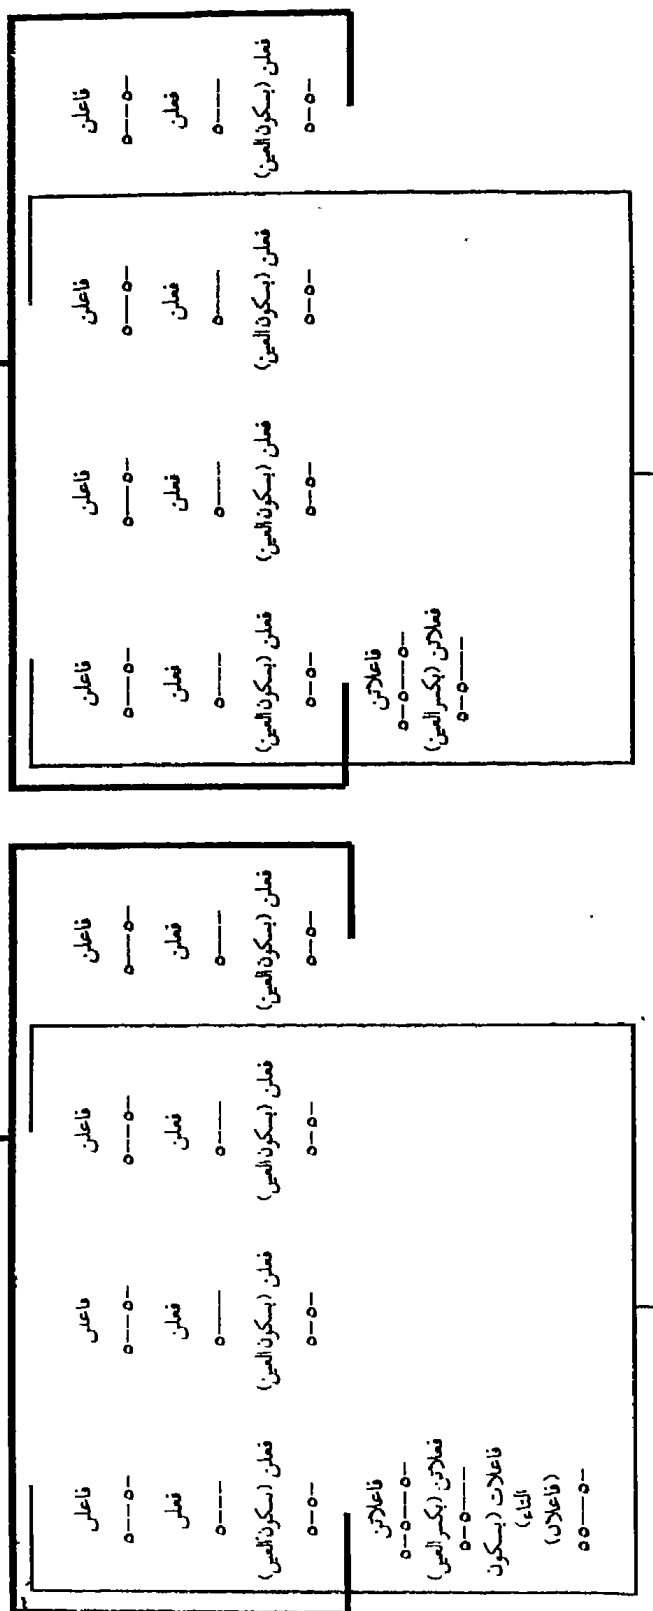 فاعلن فاعلن فاعلن فاعلن
o--o- o--o- o--o- o--o-
فعلن فعلن فعلن فعلن
o--- o--- o--- o---
فعلن (بسكون العين) فعلن (بسكون العين) فعلن (بسكون العين) فعلن (بسكون العين)
o-o- o-o- o-o- o-o-
فاعلاتن
o-o--o-
فعلاتن (بكسر العين)
o-o---
فاعلن فاعلن فاعلن فاعلن
o--o- o--o- o--o- o--o-
فعلن فعلن فعلن فعلن
o--- o--- o--- o---
فعلن (بسكون العين) فعلن (بسكون العين) فعلن (بسكون العين) فعلن (بسكون العين)
o-o- o-o- o-o- o-o-
فاعلاتن
o-o--o-
فعلاتن (بكسر العين)
o-o---
فاعلات (بسكون
التاء)
(فاعلان)
oo--o-